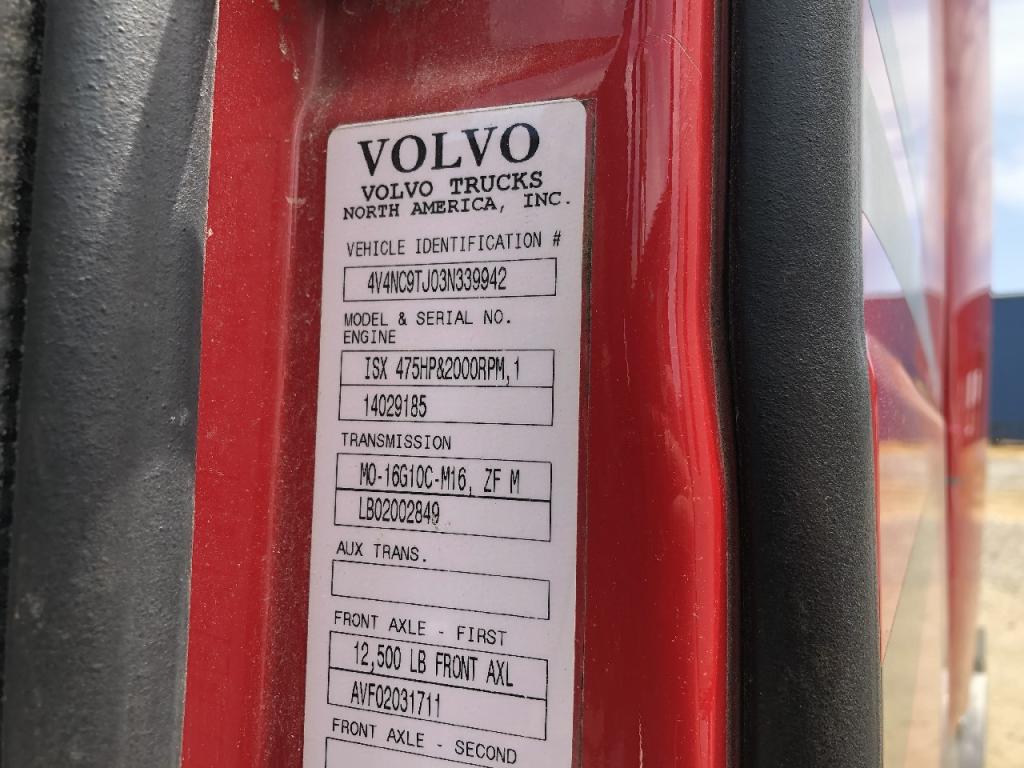 VOLVO
VOLVO TRUCKS
NORTH AMERICA, INC.
VEHICLE IDENTIFICATION #
4V4NC9TJ03N339942
MODEL & SERIAL NO.
ENGINE
ISX 475HP&2000RPM,1
14029185
TRANSMISSION
MO-16G10C-M16, ZF M
LB02002849
AUX TRANS.
FRONT AXLE - FIRST
12,500 LB FRONT AXL
AVF02031711
FRONT AXLE - SECOND